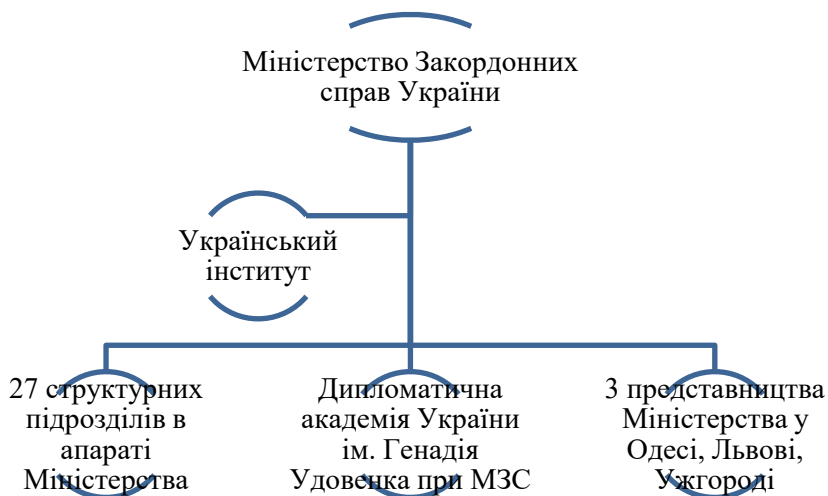 Міністерство Закордонних
справ України
Український
інститут
27 структурних
підрозділів в
апараті
Міністерства
Дипломатична
академія України
ім. Генадія
Удовенка при МЗС
3 представництва
Міністерства у
Одесі, Львові,
Ужгороді